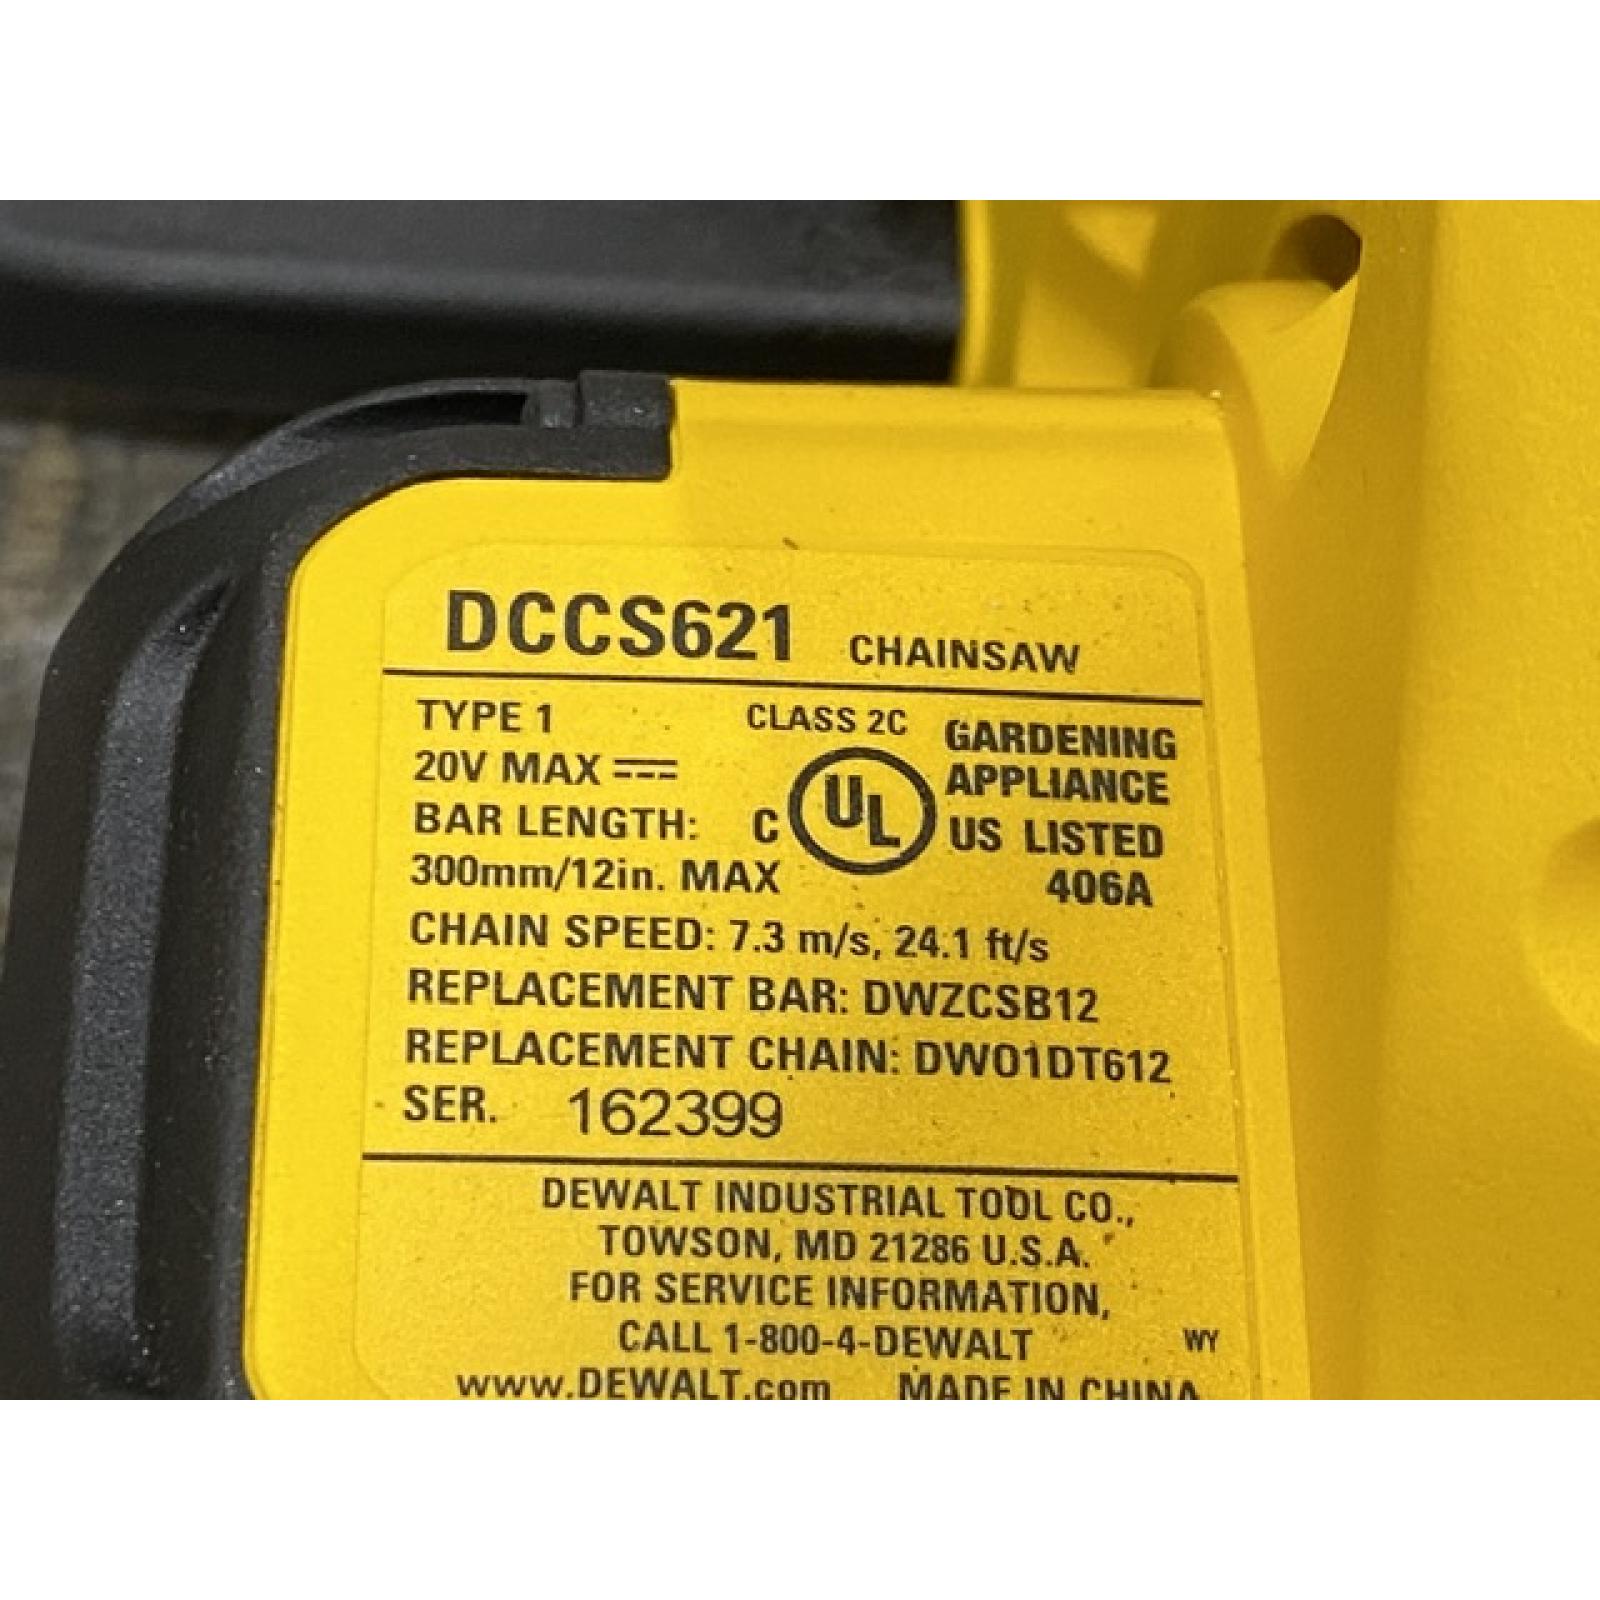 DCCS621 CHAINSAW
TYPE 1 CLASS 2C GARDENING
20V MAX APPLIANCE
BAR LENGTH: C UL US LISTED
300mm/12in. MAX 406A
CHAIN SPEED: 7.3 m/s, 24.1 ft/s
REPLACEMENT BAR: DWZCSB12
REPLACEMENT CHAIN: DWO1DT612
SER. 162399
DEWALT INDUSTRIAL TOOL CO.,
TOWSON, MD 21286 U.S.A.
FOR SERVICE INFORMATION,
CALL 1-800-4-DEWALT WY
www.DEWALT.com MADE IN CHINA